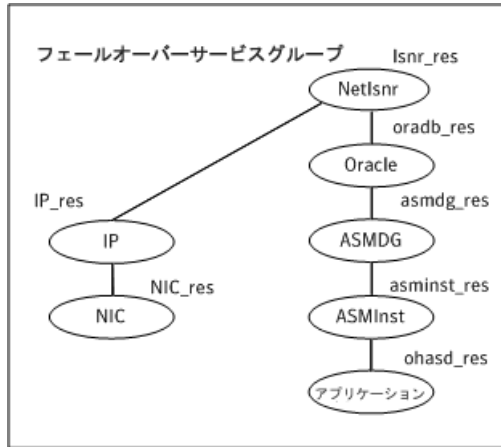 フェールオーバーサービスグループ
lsnr_res
Netlsnr
oradb_res
Oracle
asmdg_res
IP_res
IP
ASMDG
NIC_res
asminst_res
NIC
ASMInst
ohasd_res
アプリケーション